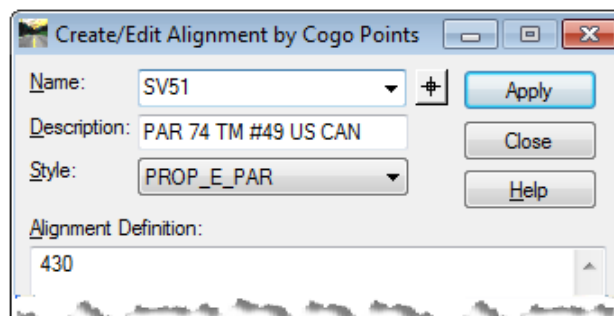 Create/Edit Alignment by Cogo Points
Name: SV51 Apply
Description: PAR 74 TM #49 US CAN Close
Style: PROP_E_PAR Help
Alignment Definition:
430